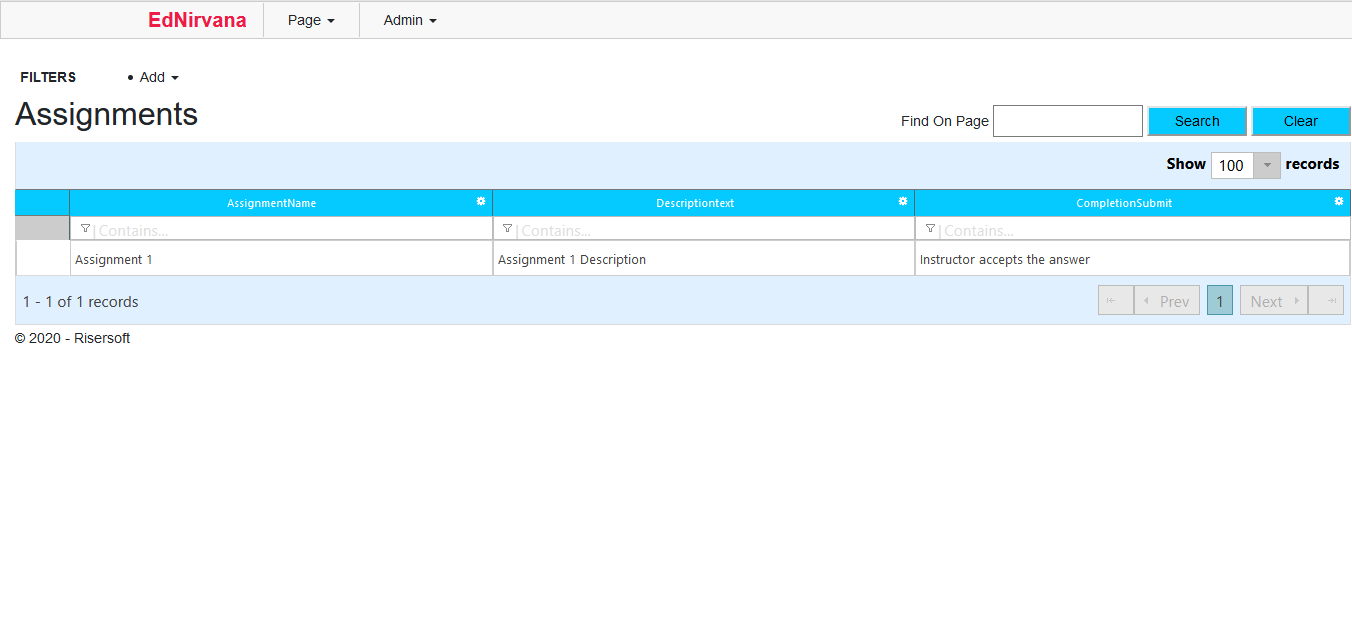 EdNirvana Page Admin
FILTERS • Add
Assignments
Find On Page Search Clear
Show 100 records
AssignmentName Descriptiontext CompletionSubmit
Contains... Contains... Contains...
Assignment 1 Assignment 1 Description Instructor accepts the answer
1 - 1 of 1 records Prev 1 Next
© 2020 - Risersoft